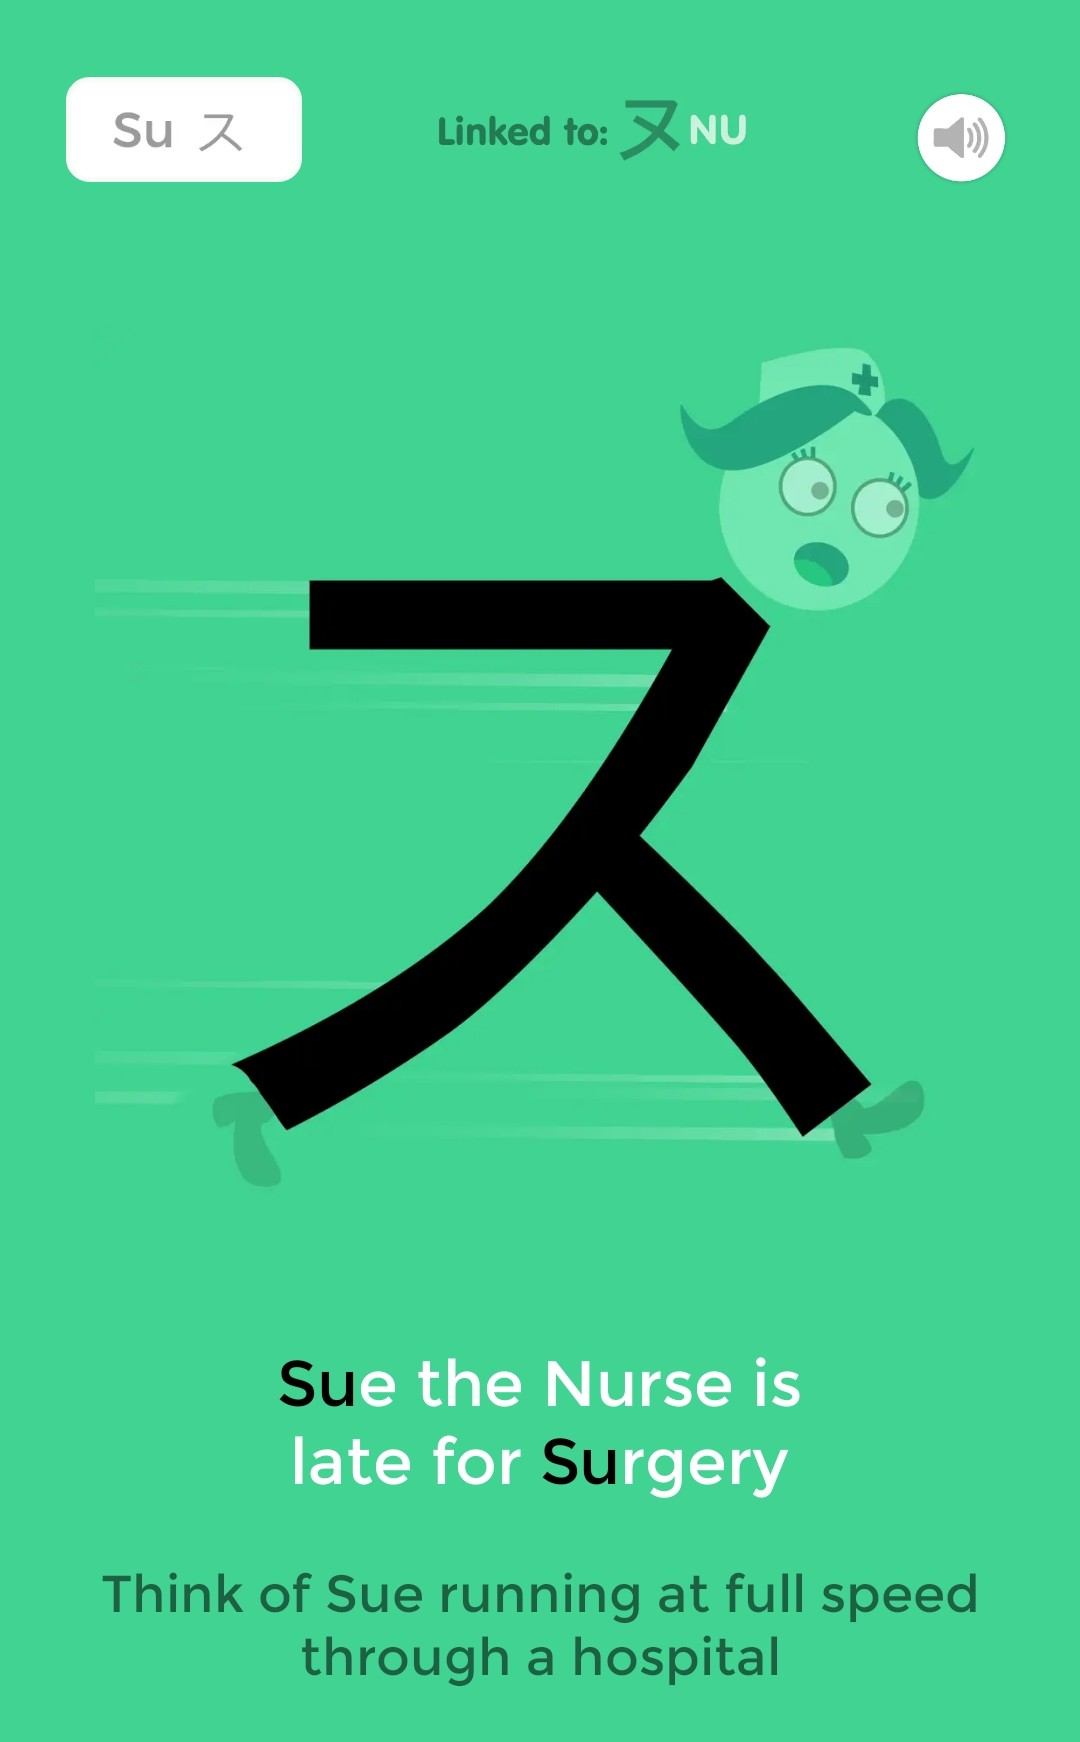 Su ス
Linked to: ヌ NU
ス
Sue the Nurse is
late for Surgery
Think of Sue running at full speed
through a hospital